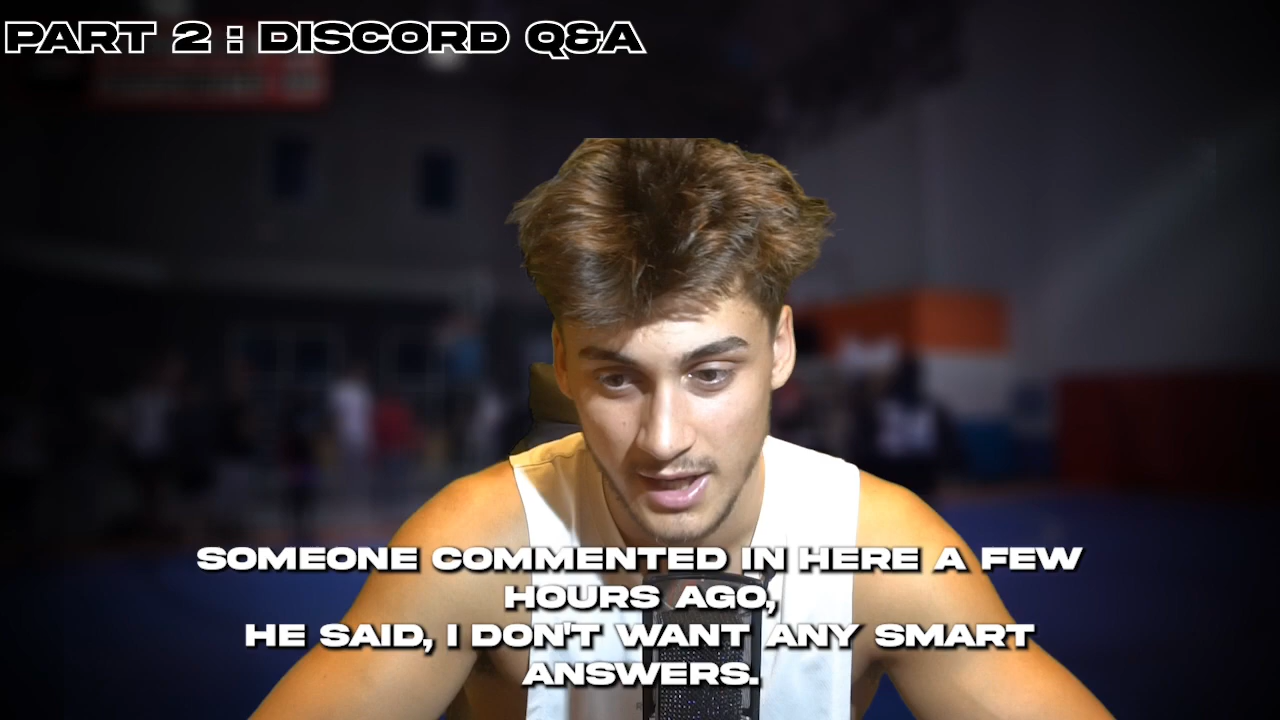 PART 2 : DISCORD Q&A
SOMEONE COMMENTED IN HERE A FEW
HOURS AGO,
HE SAID, I DON'T WANT ANY SMART
ANSWERS.